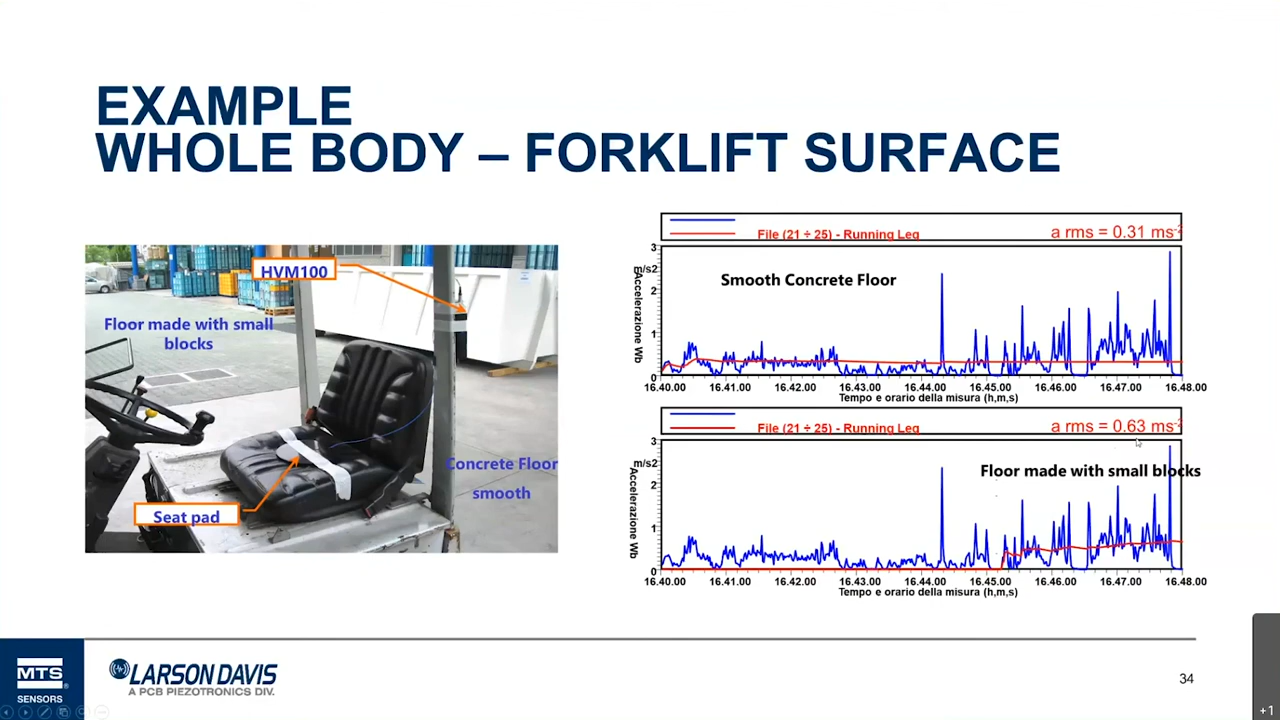 EXAMPLE
WHOLE BODY – FORKLIFT SURFACE
HVM100
Floor made with small
blocks
Concrete Floor
smooth
Seat pad
File (21 ÷ 25) - Running Leq
a rms = 0.31 ms-2
Smooth Concrete Floor
m/s2
Accelerazione Wb
3
2
1
0
16.40.00 16.41.00 16.42.00 16.43.00 16.44.00 16.45.00 16.46.00 16.47.00 16.48.00
Tempo e orario della misura (h,m,s)
File (21 ÷ 25) - Running Leq
a rms = 0.63 ms-2
Floor made with small blocks
m/s2
Accelerazione Wb
3
2
1
0
16.40.00 16.41.00 16.42.00 16.43.00 16.44.00 16.45.00 16.46.00 16.47.00 16.48.00
Tempo e orario della misura (h,m,s)
MTS
SENSORS
LARSON DAVIS
A PCB PIEZOTRONICS DIV.
34
+1